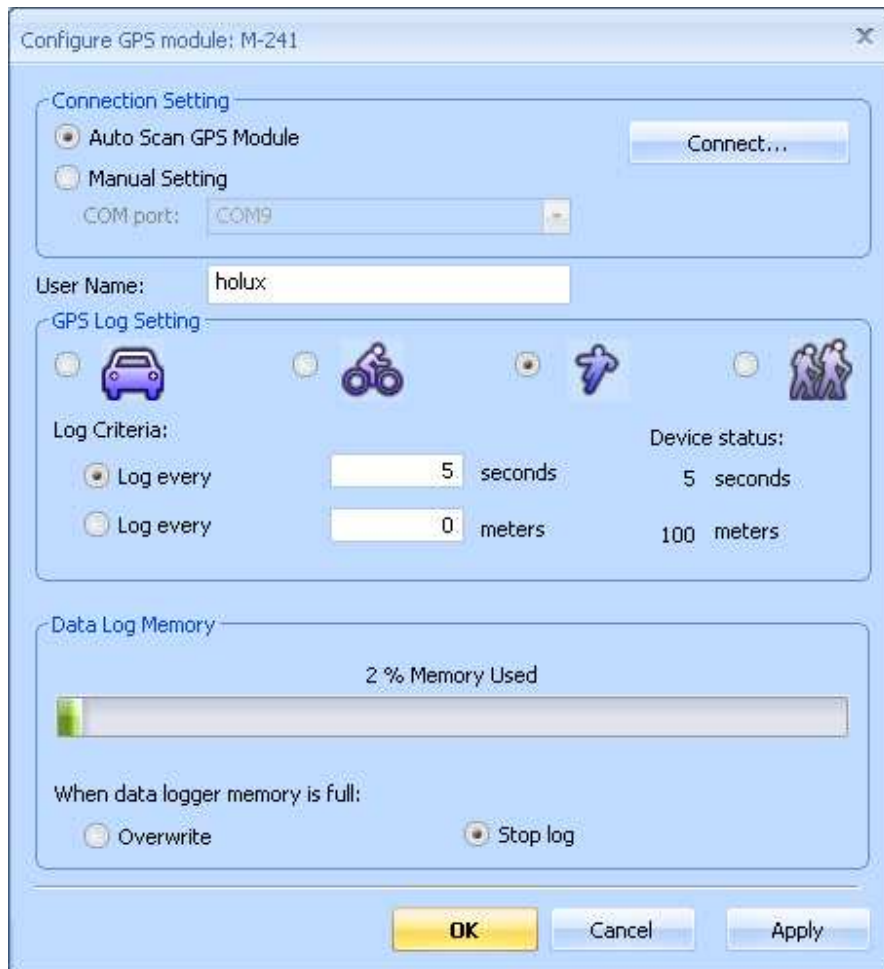 Configure GPS module: M-241
Connection Setting
Auto Scan GPS Module
Connect...
Manual Setting
COM port: COM9
User Name: holux
GPS Log Setting
Log Criteria:
Device status:
Log every 5 seconds 5 seconds
Log every 0 meters 100 meters
Data Log Memory
2 % Memory Used
When data logger memory is full:
Overwrite Stop log
OK Cancel Apply